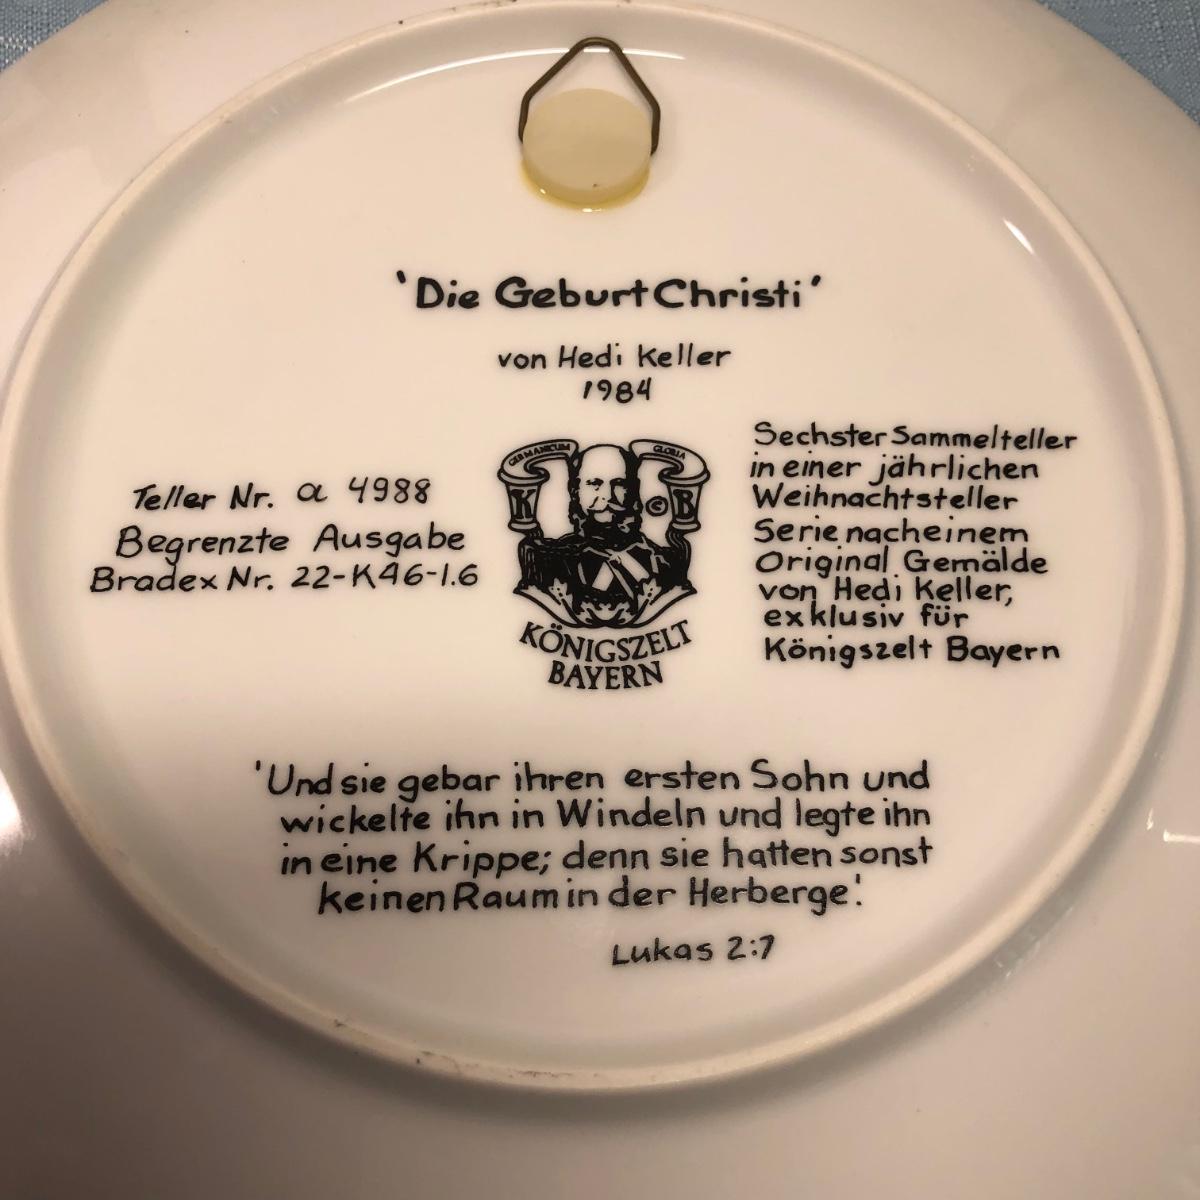 'Die Geburt Christi'
von Hedi Keller
1984
Teller Nr. a 4988
Begrenzte Ausgabe
Bradex Nr. 22-K46-1.6
GERMANICUM
GLORIA
K
©
B
KÖNIGSZELT
BAYERN
Sechster Sammelteller
in einer jährlichen
Weihnachtsteller
Serie nach einem
Original Gemälde
von Hedi Keller,
exklusiv für
Königszelt Bayern
'Und sie gebar ihren ersten Sohn und
wickelte ihn in Windeln und legte ihn
in eine Krippe; denn sie hatten sonst
keinen Raum in der Herberge.'
Lukas 2:7